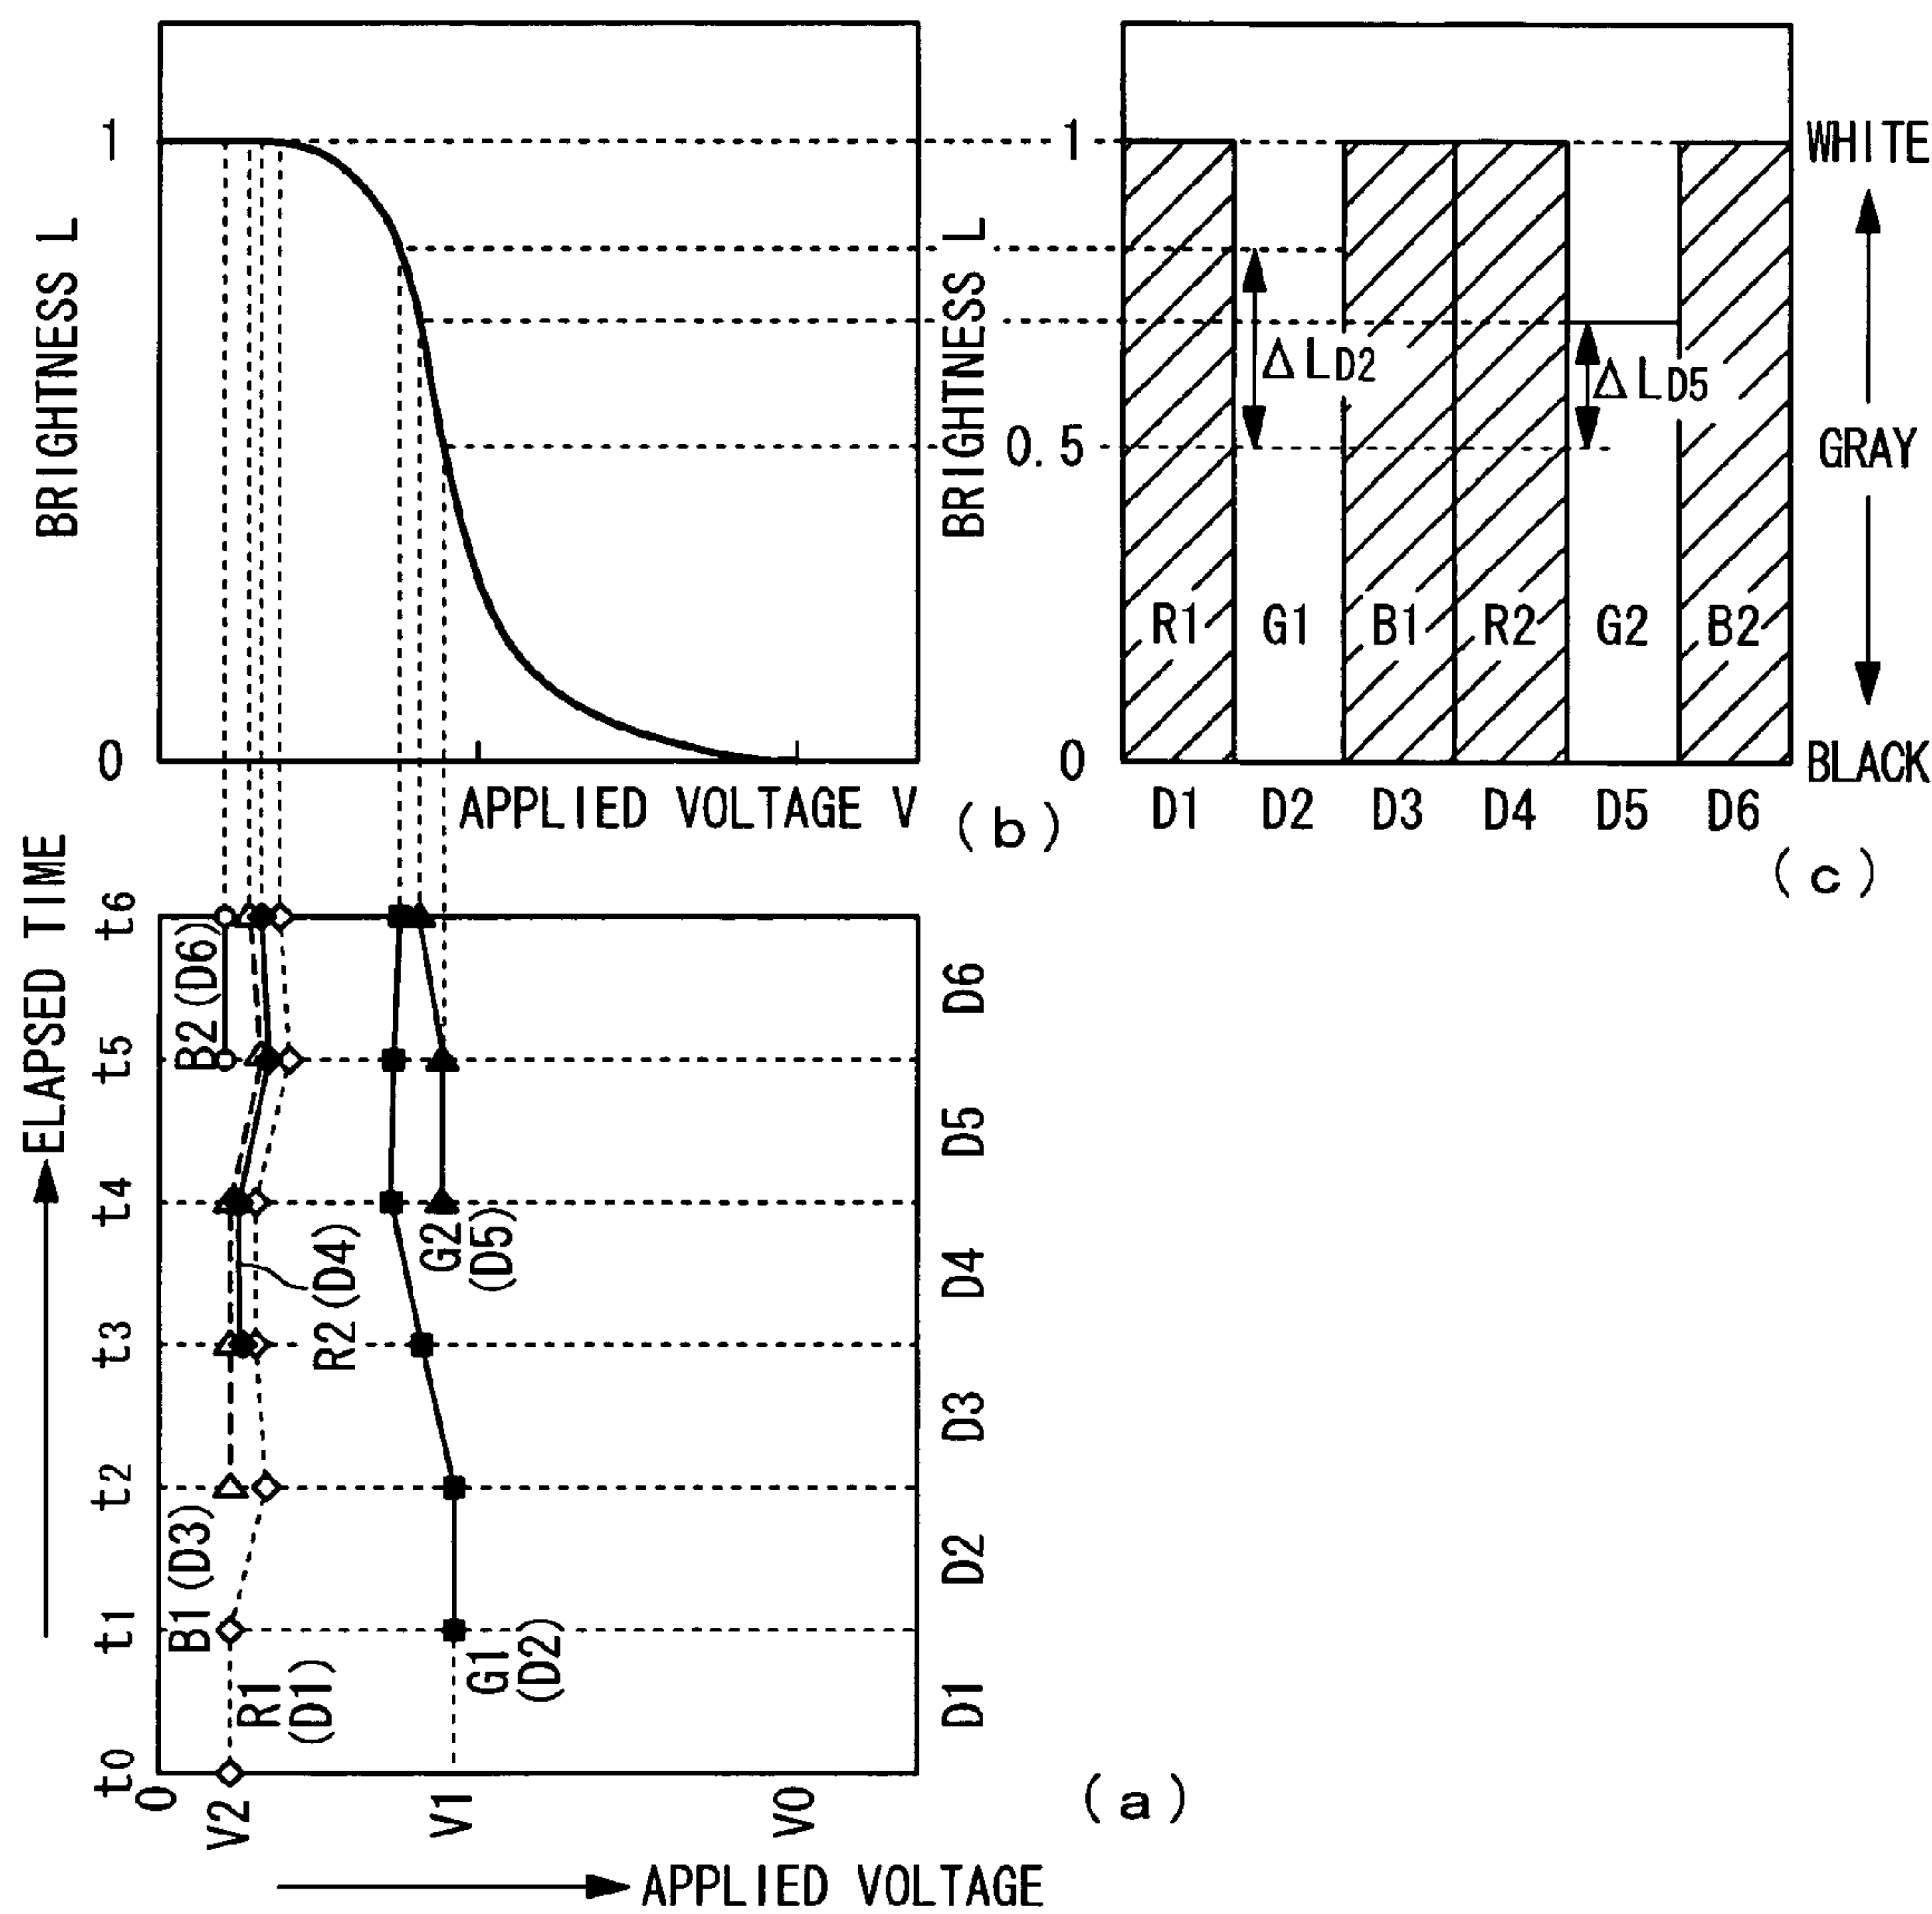 1
BRIGHTNESS L
0
APPLIED VOLTAGE V
(b)
1
BRIGHTNESS L
0.5
0
ΔLD2
ΔLD5
R1
G1
B1
R2
G2
B2
D1
D2
D3
D4
D5
D6
WHITE
GRAY
BLACK
(c)
ELAPSED TIME
t6
t5
t4
t3
t2
t1
t0
B2(D6)
R2(D4)
G2
(D5)
B1(D3)
R1
(D1)
G1
(D2)
D6
D5
D4
D3
D2
D1
0
V2
V1
V0
(a)
APPLIED VOLTAGE